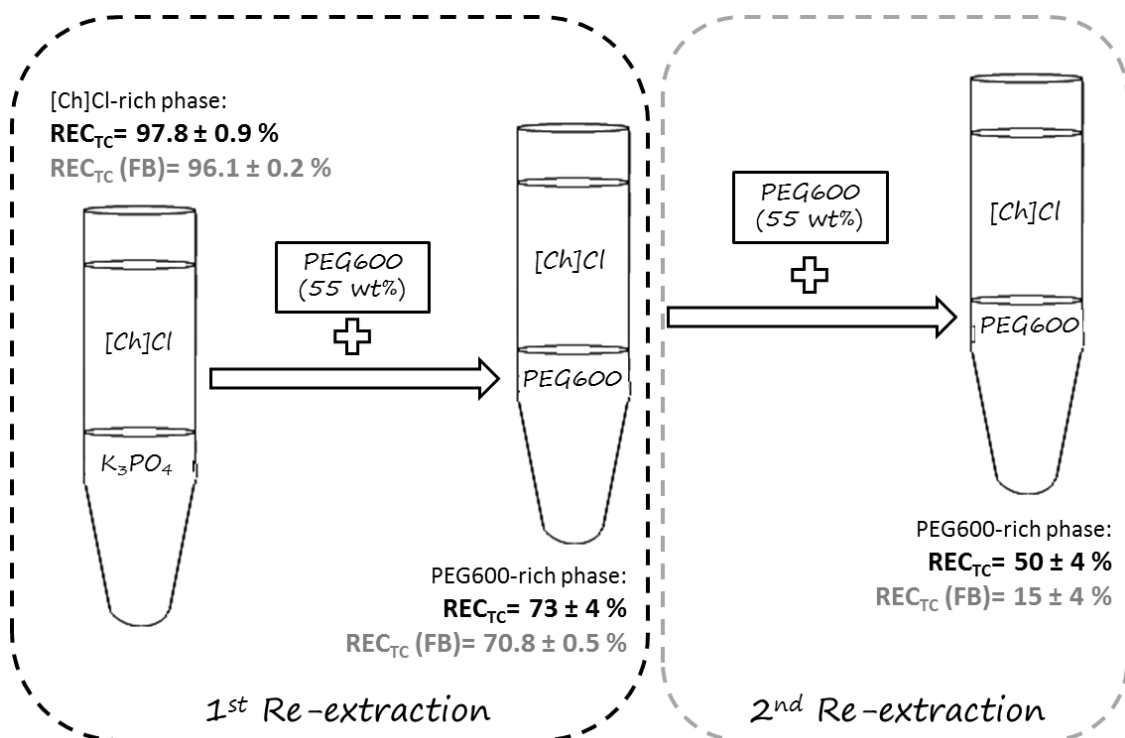 [Ch]Cl-rich phase:
REC_TC= 97.8 ± 0.9 %
REC_TC (FB)= 96.1 ± 0.2 %
[Ch]Cl
K₃PO₄
PEG600
(55 wt%)
[Ch]Cl
PEG600
PEG600-rich phase:
REC_TC= 73 ± 4 %
REC_TC (FB)= 70.8 ± 0.5 %
1st Re-extraction
PEG600
(55 wt%)
[Ch]Cl
PEG600
PEG600-rich phase:
REC_TC= 50 ± 4 %
REC_TC (FB)= 15 ± 4 %
2nd Re-extraction